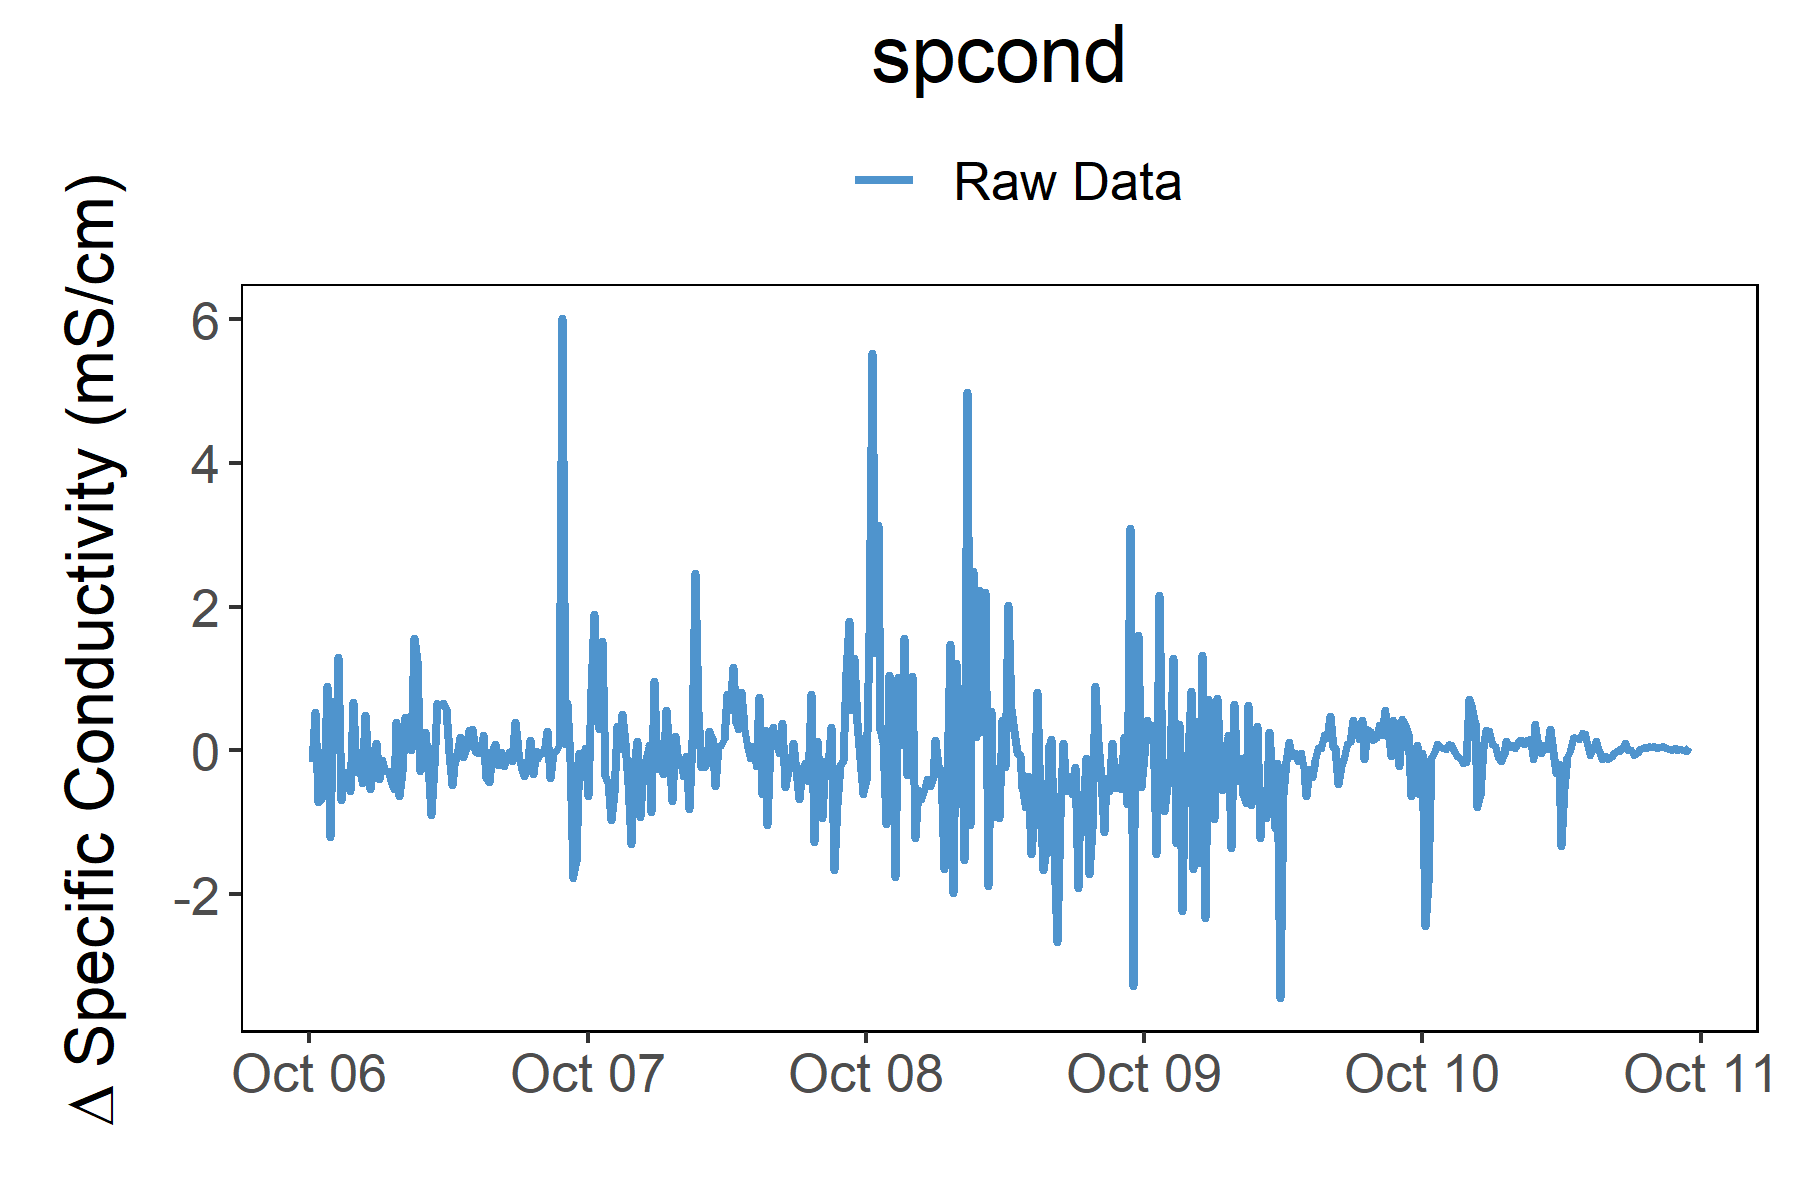 spcond
Raw Data
Δ Specific Conductivity (mS/cm)
6
4
2
0
-2
Oct 06 Oct 07 Oct 08 Oct 09 Oct 10 Oct 11